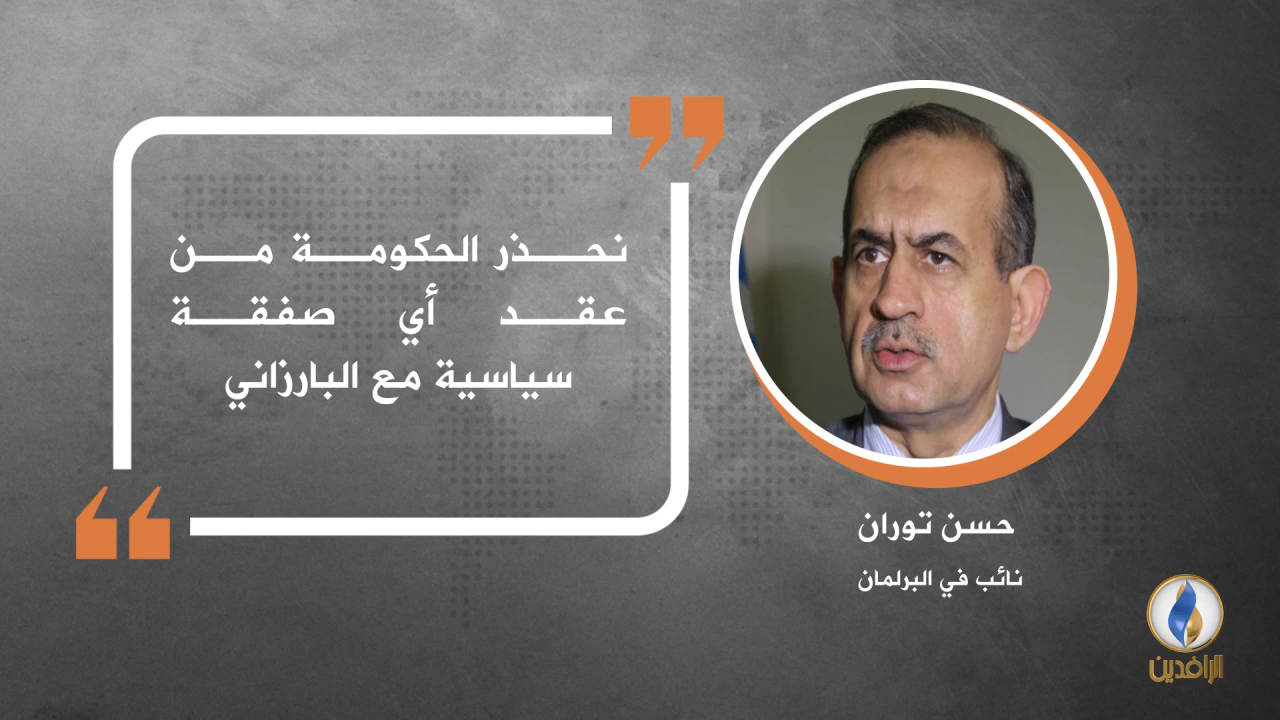 نحذر الحكومة من
عقد أي صفقة
سياسية مع البارزاني
حسن توران
نائب في البرلمان
الرافدين